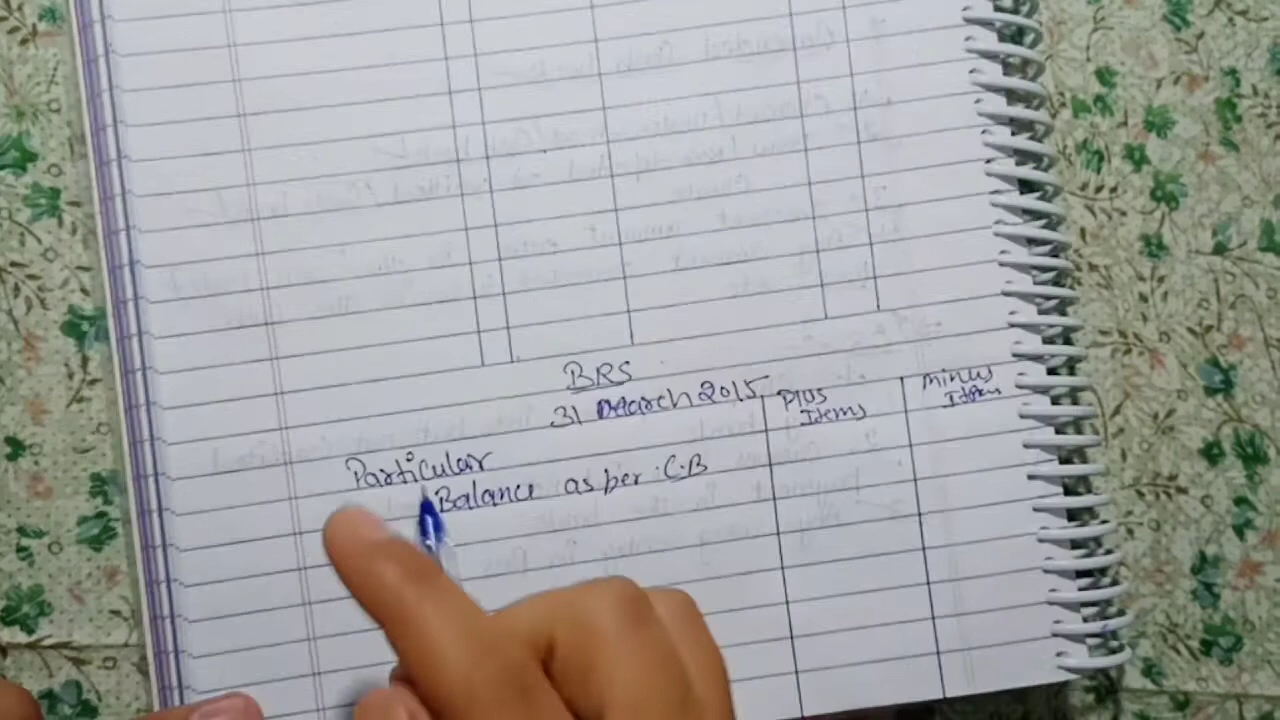 BRS
31 March 2015
Plus
Items
Minus
Items
Particular
Balance as per C.B